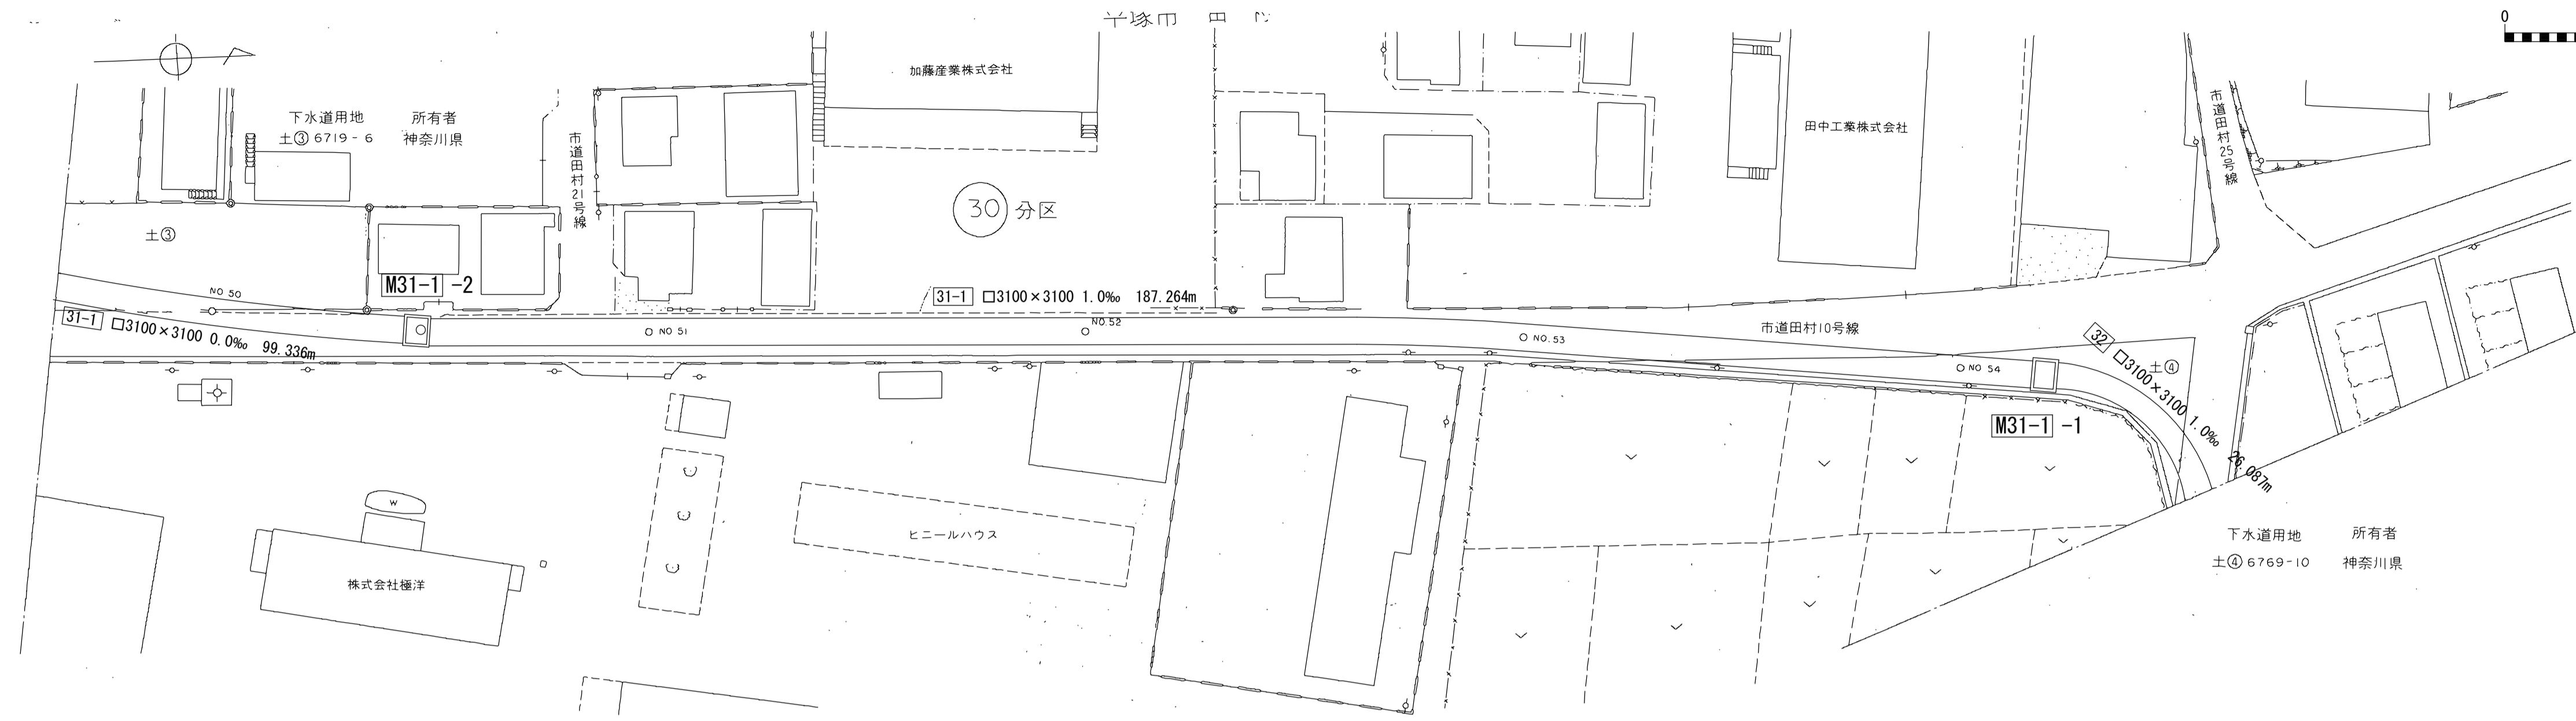 0
加藤産業株式会社
下水道用地 所有者
土③ 6719-6 神奈川県
市道田村21号線
田中工業株式会社
市道田村25号線
30 分区
土③
M31-1 -2
NO 50
31-1 □3100×3100 1.0‰ 187.264m
31-1 □3100×3100 0.0‰ 99.336m
NO 51
NO.52
NO.53
市道田村10号線
NO 54
土④
32 □3100×3100 1.0‰ 26.087m
M31-1 -1
W
ヒニールハウス
株式会社極洋
下水道用地 所有者
土④ 6769-10 神奈川県